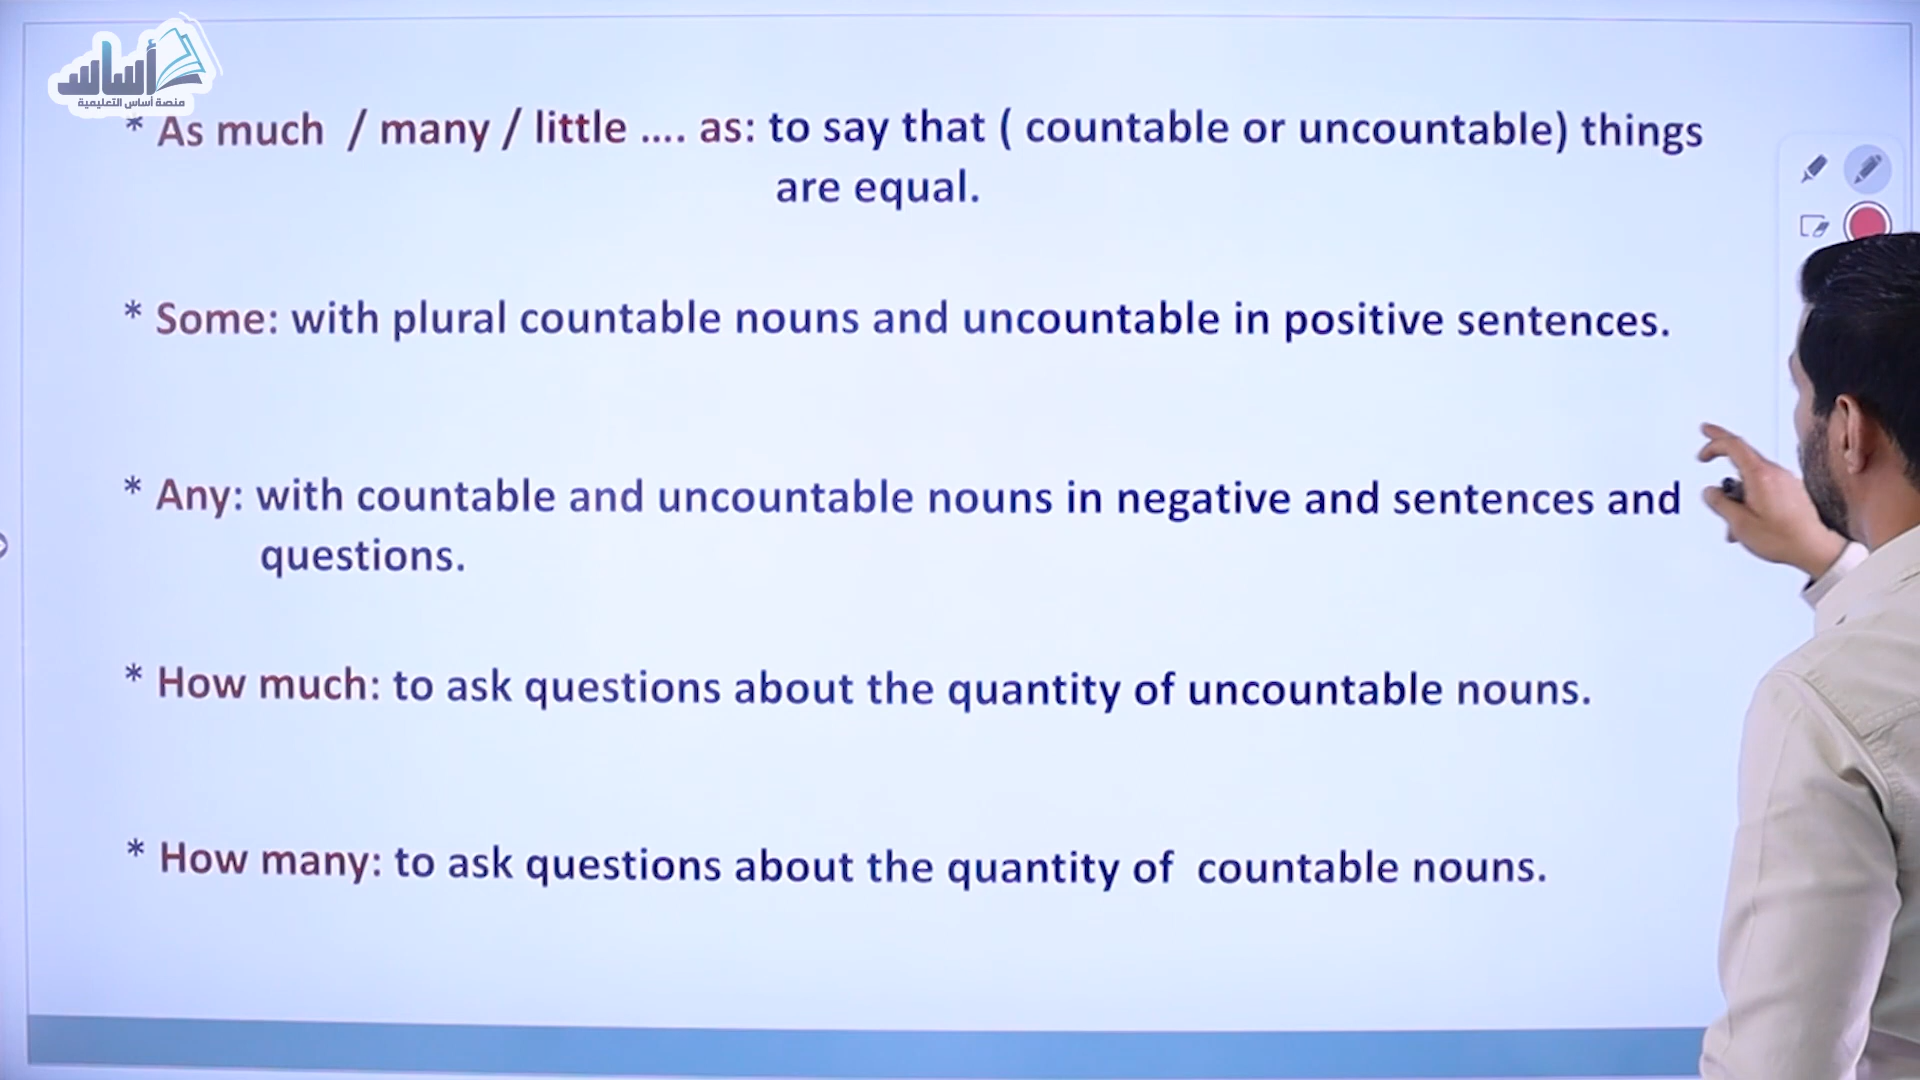 أساس
منصة أساس التعليمية
* As much / many / little .... as: to say that ( countable or uncountable) things
are equal.
* Some: with plural countable nouns and uncountable in positive sentences.
* Any: with countable and uncountable nouns in negative and sentences and
questions.
* How much: to ask questions about the quantity of uncountable nouns.
* How many: to ask questions about the quantity of  countable nouns.